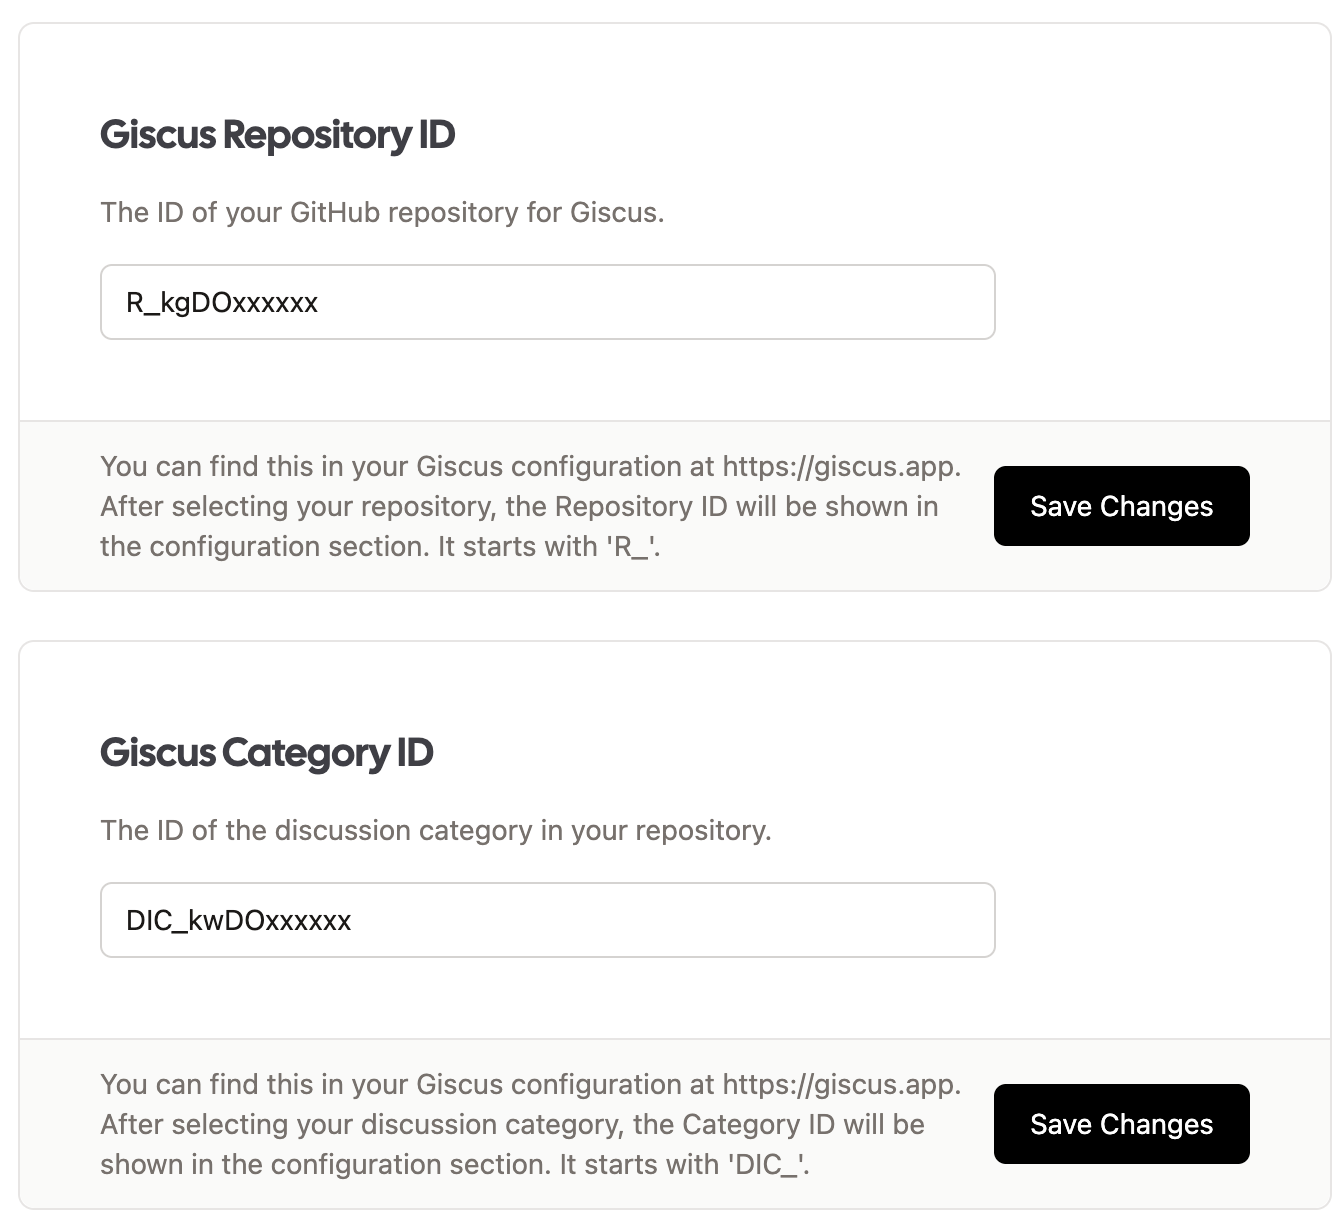 Giscus Repository ID
The ID of your GitHub repository for Giscus.
R_kgDOxxxxxx
You can find this in your Giscus configuration at https://giscus.app.
After selecting your repository, the Repository ID will be shown in
the configuration section. It starts with 'R_'.
Save Changes
Giscus Category ID
The ID of the discussion category in your repository.
DIC_kwDOxxxxxx
You can find this in your Giscus configuration at https://giscus.app.
After selecting your discussion category, the Category ID will be
shown in the configuration section. It starts with 'DIC_'.
Save Changes